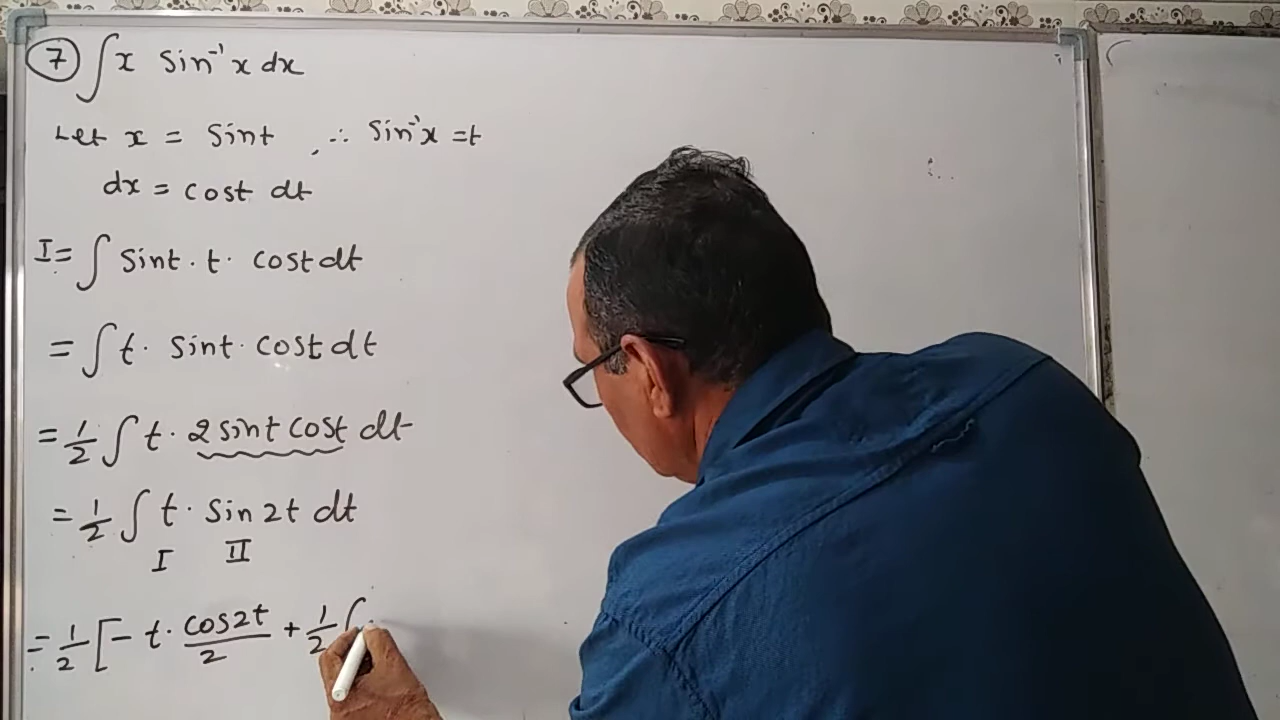 7 ∫ x Sin⁻¹x dx
Let x = Sint , ∴ Sin⁻¹x = t
dx = cost dt
I = ∫ Sint · t · cost dt
= ∫ t · Sint · cost dt
= 1/2 ∫ t · 2 Sint cost dt
= 1/2 ∫ t · Sin 2t dt
I II
= 1/2 [ - t · cos2t/2 + 1/2 ∫